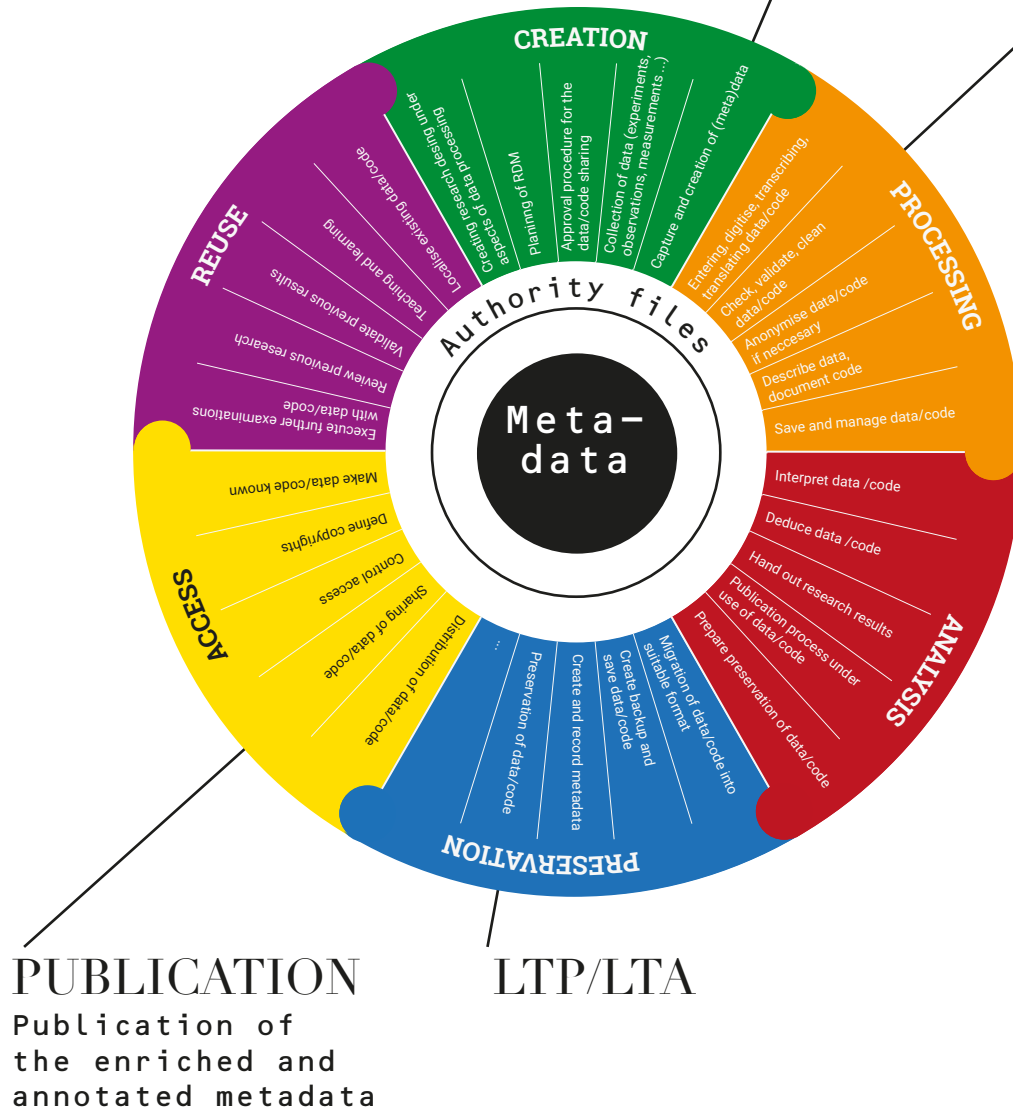 CREATION
Creating research desing under
aspects of data processing
Planing of RDM
Approval procedure for the
data/code sharing
Collection of data (experiments,
observations, measurements ...)
Capture and creation of (meta)data
PROCESSING
Entering, digitise, transcribing,
translating data/code
Check, validate, clean
data/code
Anonymise data/code
if neccesary
Describe data,
document code
Save and manage data/code
ANALYSIS
Interpret data /code
Deduce data /code
Hand out research results
Publication process under
use of data/code
Prepare preservation of data/code
PRESERVATION
Migration of data/code into
suitable format
Create backup and
save data/code
Create and record metadata
Preservation of data/code
...
ACCESS
Distribution of data/code
Sharing of data/code
Control access
Define copyrights
Make data/code known
REUSE
Execute further examinations
with data/code
Review previous research
Validate previous results
Teaching and learning
Localise existing data/code
Authority files
Meta-
data
PUBLICATION
Publication of
the enriched and
annotated metadata
LTP/LTA